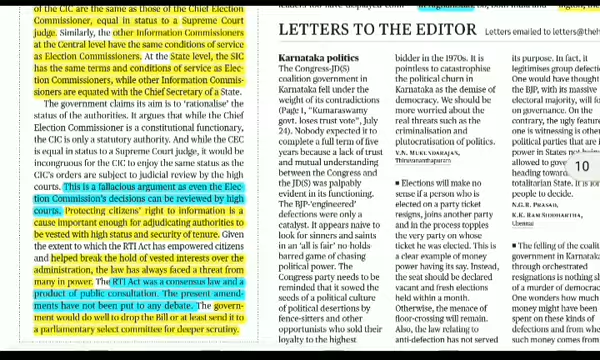 of the CIC are the same as those of the Chief Election
Commissioner, equal in status to a Supreme Court
judge. Similarly, the other Information Commissioners
at the Central level have the same conditions of service
as Election Commissioners. At the State level, the SIC
has the same terms and conditions of service as Elec-
tion Commissioners, while other Information Commis-
sioners are equated with the Chief Secretary of a State.
The government claims its aim is to ‘rationalise’ the
status of the authorities. It argues that while the Chief
Election Commissioner is a constitutional functionary,
the CIC is only a statutory authority. And while the CEC
is equal in status to a Supreme Court judge, it would be
incongruous for the CIC to enjoy the same status as the
CIC's orders are subject to judicial review by the high
courts. This is a fallacious argument as even the Elec-
tion Commission's decisions can be reviewed by high
courts. Protecting citizens' right to information is a
cause important enough for adjudicating authorities to
be vested with high status and security of tenure. Given
the extent to which the RTI Act has empowered citizens
and helped break the hold of vested interests over the
administration, the law has always faced a threat from
many in power. The RTI Act was a consensus law and a
product of public consultation. The present amend-
ments have not been put to any debate. The govern-
ment would do well to drop the Bill or at least send it to
a parliamentary select committee for deeper scrutiny.
LETTERS TO THE EDITOR Letters emailed to letters@theh
Karnataka politics
The Congress-JD(S)
coalition government in
Karnataka fell under the
weight of its contradictions
(Page 1, “Kumaraswamy
govt. loses trust vote”, July
24). Nobody expected it to
complete a full term of five
years because a lack of trust
and mutual understanding
between the Congress and
the JD(S) was palpably
evident in its functioning.
The BJP-‘engineered’
defections were only a
catalyst. It appears naive to
look for sinners and saints
in an ‘all is fair’ no holds-
barred game of chasing
political power. The
Congress party needs to be
reminded that it sowed the
seeds of a political culture
of political desertions by
fence-sitters and other
opportunists who sold their
loyalty to the highest
bidder in the 1970s. It is
pointless to catastrophise
the political churn in
Karnataka as the demise of
democracy. We should be
more worried about the
real threats such as the
criminalisation and
plutocratisation of politics.
V.N. MUKUNDARAJAN,
Thiruvananthapuram
■ Elections will make no
sense if a person who is
elected on a party ticket
resigns, joins another party
and in the process topples
the very party on whose
ticket he was elected. This is
a clear example of money
power having its say. Instead,
the seat should be declared
vacant and fresh elections
held within a month.
Otherwise, the menace of
floor-crossing will remain.
Also, the law relating to
anti-defection has not served
its purpose. In fact, it
legitimises group defecti
One would have thought
the BJP, with its massive
electoral majority, will fo
on governance. On the
contrary, the ugly feature
one is witnessing is other
political parties that are
power in States
allowed to gove
heading toward
totalitarian State. It is
people to decide.
N.G.R. PRASAD,
K.K. RAM SIDDHARTHA,
Chennai
■ The felling of the coalit
government in Karnataka
through orchestrated
resignations is nothing sh
of a murder of democrac
One wonders how much
money might have been
spent on these kinds of
defections and from whe
such money comes from
10